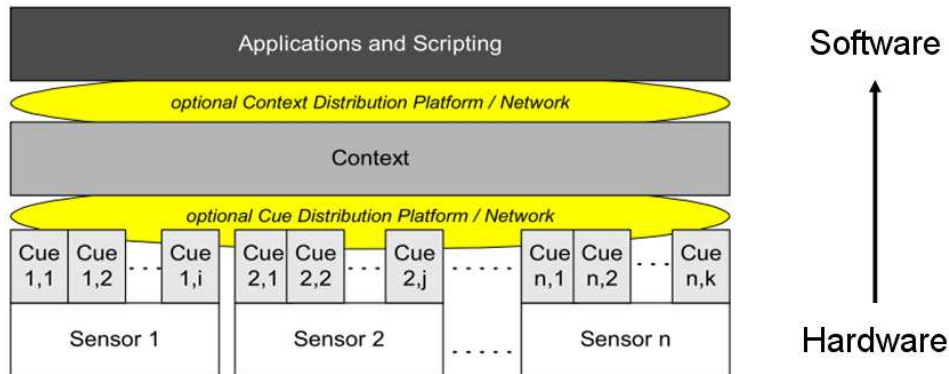 Applications and Scripting
Software
optional Context Distribution Platform / Network
Context
optional Cue Distribution Platform / Network
Cue 1,1
Cue 1,2
....
Cue 1,i
Cue 2,1
Cue 2,2
....
Cue 2,j
......
Cue n,1
Cue n,2
....
Cue n,k
Sensor 1
Sensor 2
.....
Sensor n
Hardware